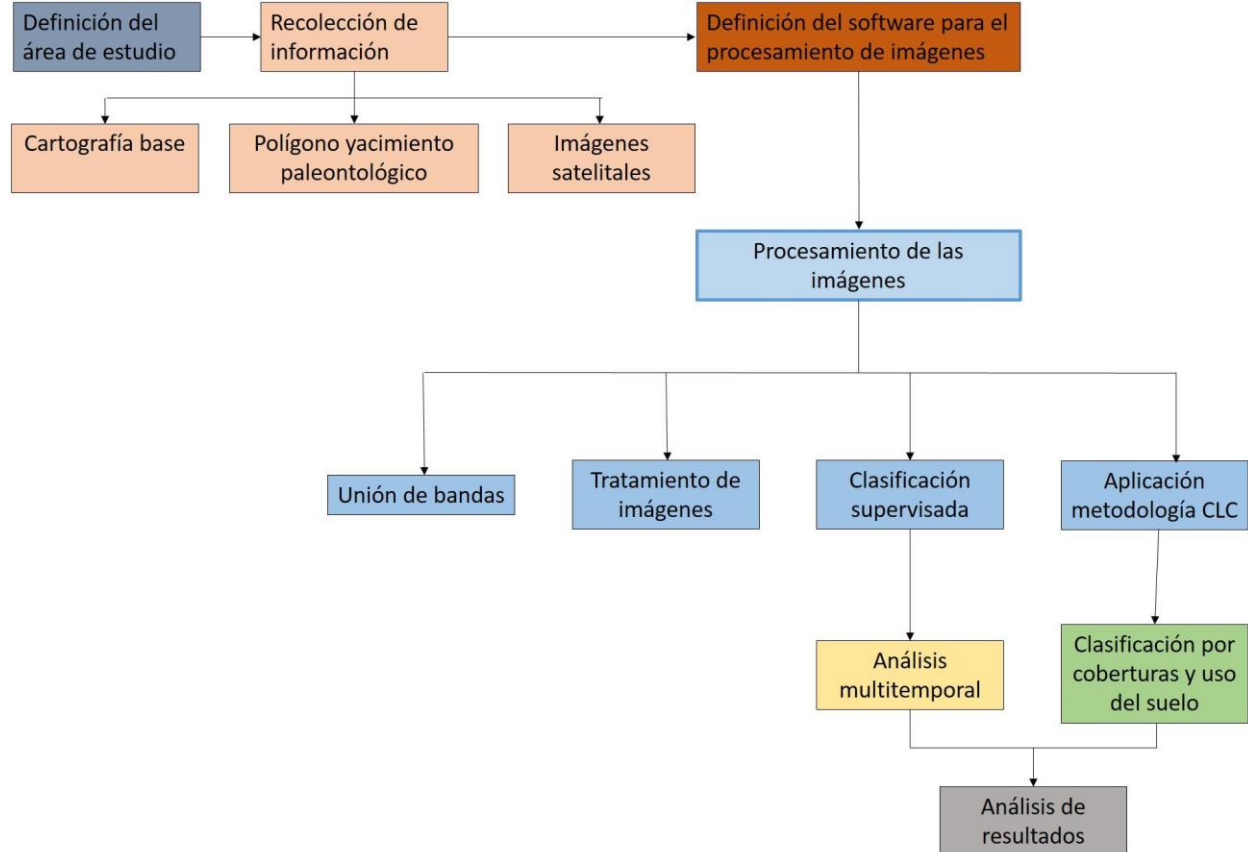 Definición del
área de estudio
Recolección de
información
Definición del software para el
procesamiento de imágenes
Cartografía base
Polígono yacimiento
paleontológico
Imágenes
satelitales
Procesamiento de las
imágenes
Unión de bandas
Tratamiento de
imágenes
Clasificación
supervisada
Aplicación
metodología CLC
Análisis
multitemporal
Clasificación por
coberturas y uso
del suelo
Análisis de
resultados